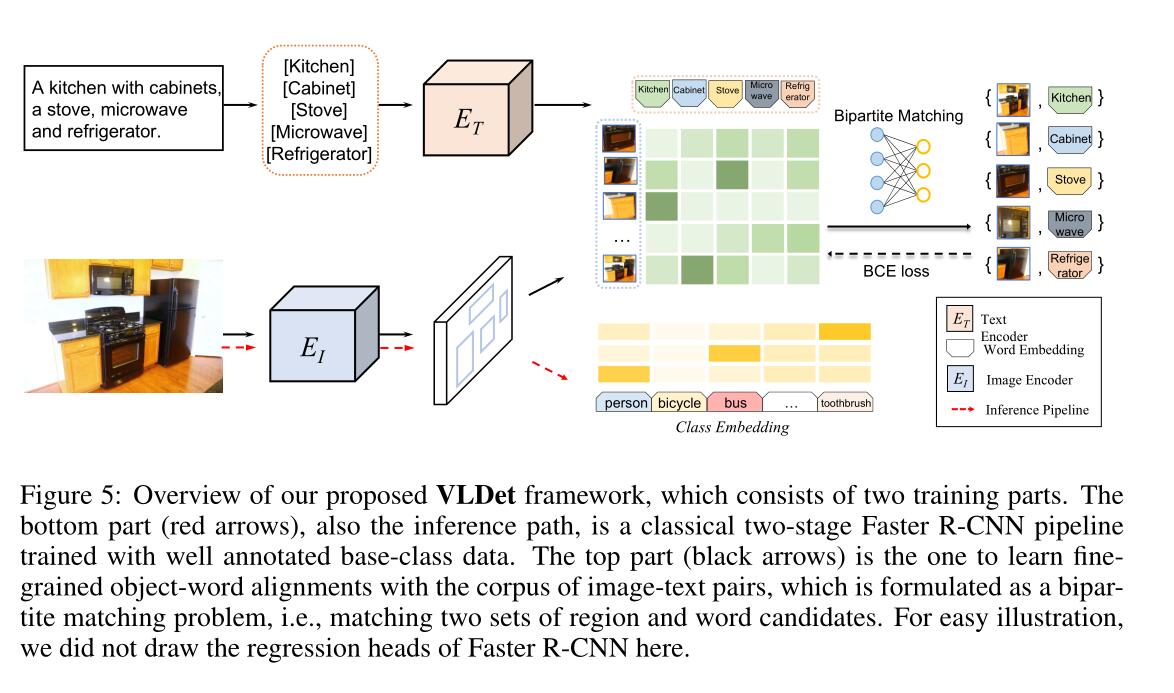 A kitchen with cabinets,
a stove, microwave
and refrigerator.
[Kitchen]
[Cabinet]
[Stove]
[Microwave]
[Refrigerator]
E_T
Kitchen
Cabinet
Stove
Micro
wave
Refrig
erator
...
Bipartite Matching
BCE loss
{ , Kitchen }
{ , Cabinet }
{ , Stove }
{ , Micro
wave }
{ , Refrige
rator }
E_I
person bicycle bus ... toothbrush
Class Embedding
E_T Text
Encoder
Word Embedding
E_I Image Encoder
Inference Pipeline
Figure 5: Overview of our proposed VLDet framework, which consists of two training parts. The
bottom part (red arrows), also the inference path, is a classical two-stage Faster R-CNN pipeline
trained with well annotated base-class data. The top part (black arrows) is the one to learn fine-
grained object-word alignments with the corpus of image-text pairs, which is formulated as a bipar-
tite matching problem, i.e., matching two sets of region and word candidates. For easy illustration,
we did not draw the regression heads of Faster R-CNN here.